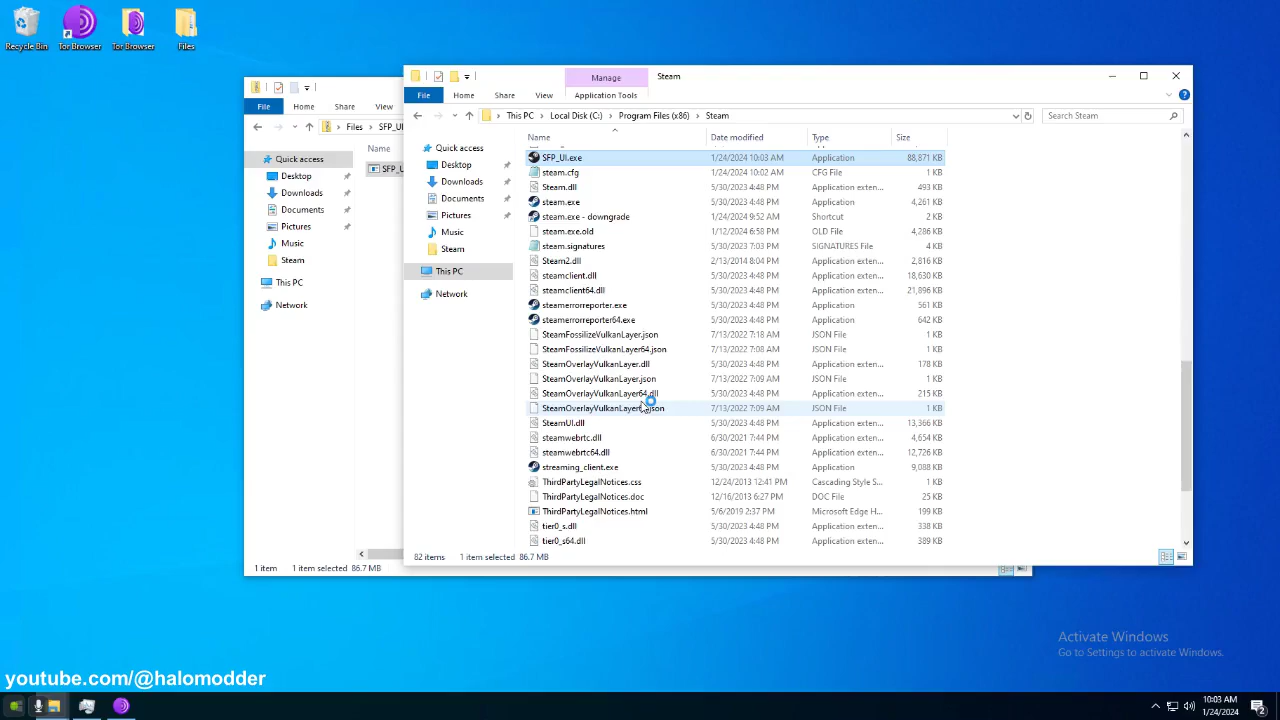 Recycle Bin
Tor Browser
Tor Browser
Files
File
Home
Share
View
Files
SFP_UI
Name
SFP_U
Quick access
Desktop
Downloads
Documents
Pictures
Music
Steam
This PC
Network
1 item
1 item selected 86.7 MB
Manage
Steam
File
Home
Share
View
Application Tools
This PC
Local Disk (C:)
Program Files (x86)
Steam
Search Steam
Quick access
Desktop
Downloads
Documents
Pictures
Music
Steam
This PC
Network
Name Date modified Type Size
SFP_UI.exe 1/24/2024 10:03 AM Application 88,871 KB
steam.cfg 1/24/2024 10:02 AM CFG File 1 KB
Steam.dll 5/30/2023 4:48 PM Application exten... 493 KB
steam.exe 5/30/2023 4:48 PM Application 4,261 KB
steam.exe - downgrade 1/24/2024 9:52 AM Shortcut 2 KB
steam.exe.old 1/12/2024 6:58 PM OLD File 4,286 KB
steam.signatures 5/30/2023 7:03 PM SIGNATURES File 4 KB
Steam2.dll 2/13/2014 8:04 PM Application exten... 2,816 KB
steamclient.dll 5/30/2023 4:48 PM Application exten... 18,630 KB
steamclient64.dll 5/30/2023 4:48 PM Application exten... 21,896 KB
steamerrorreporter.exe 5/30/2023 4:48 PM Application 561 KB
steamerrorreporter64.exe 5/30/2023 4:48 PM Application 642 KB
SteamFossilizeVulkanLayer.json 7/13/2022 7:18 AM JSON File 1 KB
SteamFossilizeVulkanLayer64.json 7/13/2022 7:08 AM JSON File 1 KB
SteamOverlayVulkanLayer.dll 5/30/2023 4:48 PM Application exten... 178 KB
SteamOverlayVulkanLayer.json 7/13/2022 7:09 AM JSON File 1 KB
SteamOverlayVulkanLayer64.dll 5/30/2023 4:48 PM Application exten... 215 KB
SteamOverlayVulkanLayer json 7/13/2022 7:09 AM JSON File 1 KB
SteamUI.dll 5/30/2023 4:48 PM Application exten... 13,366 KB
steamwebrtc.dll 6/30/2021 7:44 PM Application exten... 4,654 KB
steamwebrtc64.dll 6/30/2021 7:44 PM Application exten... 12,726 KB
streaming_client.exe 5/30/2023 4:48 PM Application 9,088 KB
ThirdPartyLegalNotices.css 12/24/2013 12:41 PM Cascading Style S... 1 KB
ThirdPartyLegalNotices.doc 12/16/2013 6:27 PM DOC File 25 KB
ThirdPartyLegalNotices.html 5/6/2019 2:37 PM Microsoft Edge H... 199 KB
tier0_s.dll 5/30/2023 4:48 PM Application exten... 338 KB
tier0_s64.dll 5/30/2023 4:48 PM Application exten... 389 KB
82 items
1 item selected 86.7 MB
Activate Windows
Go to Settings to activate Windows.
youtube.com/@halomodder
10:03 AM
1/24/2024
2